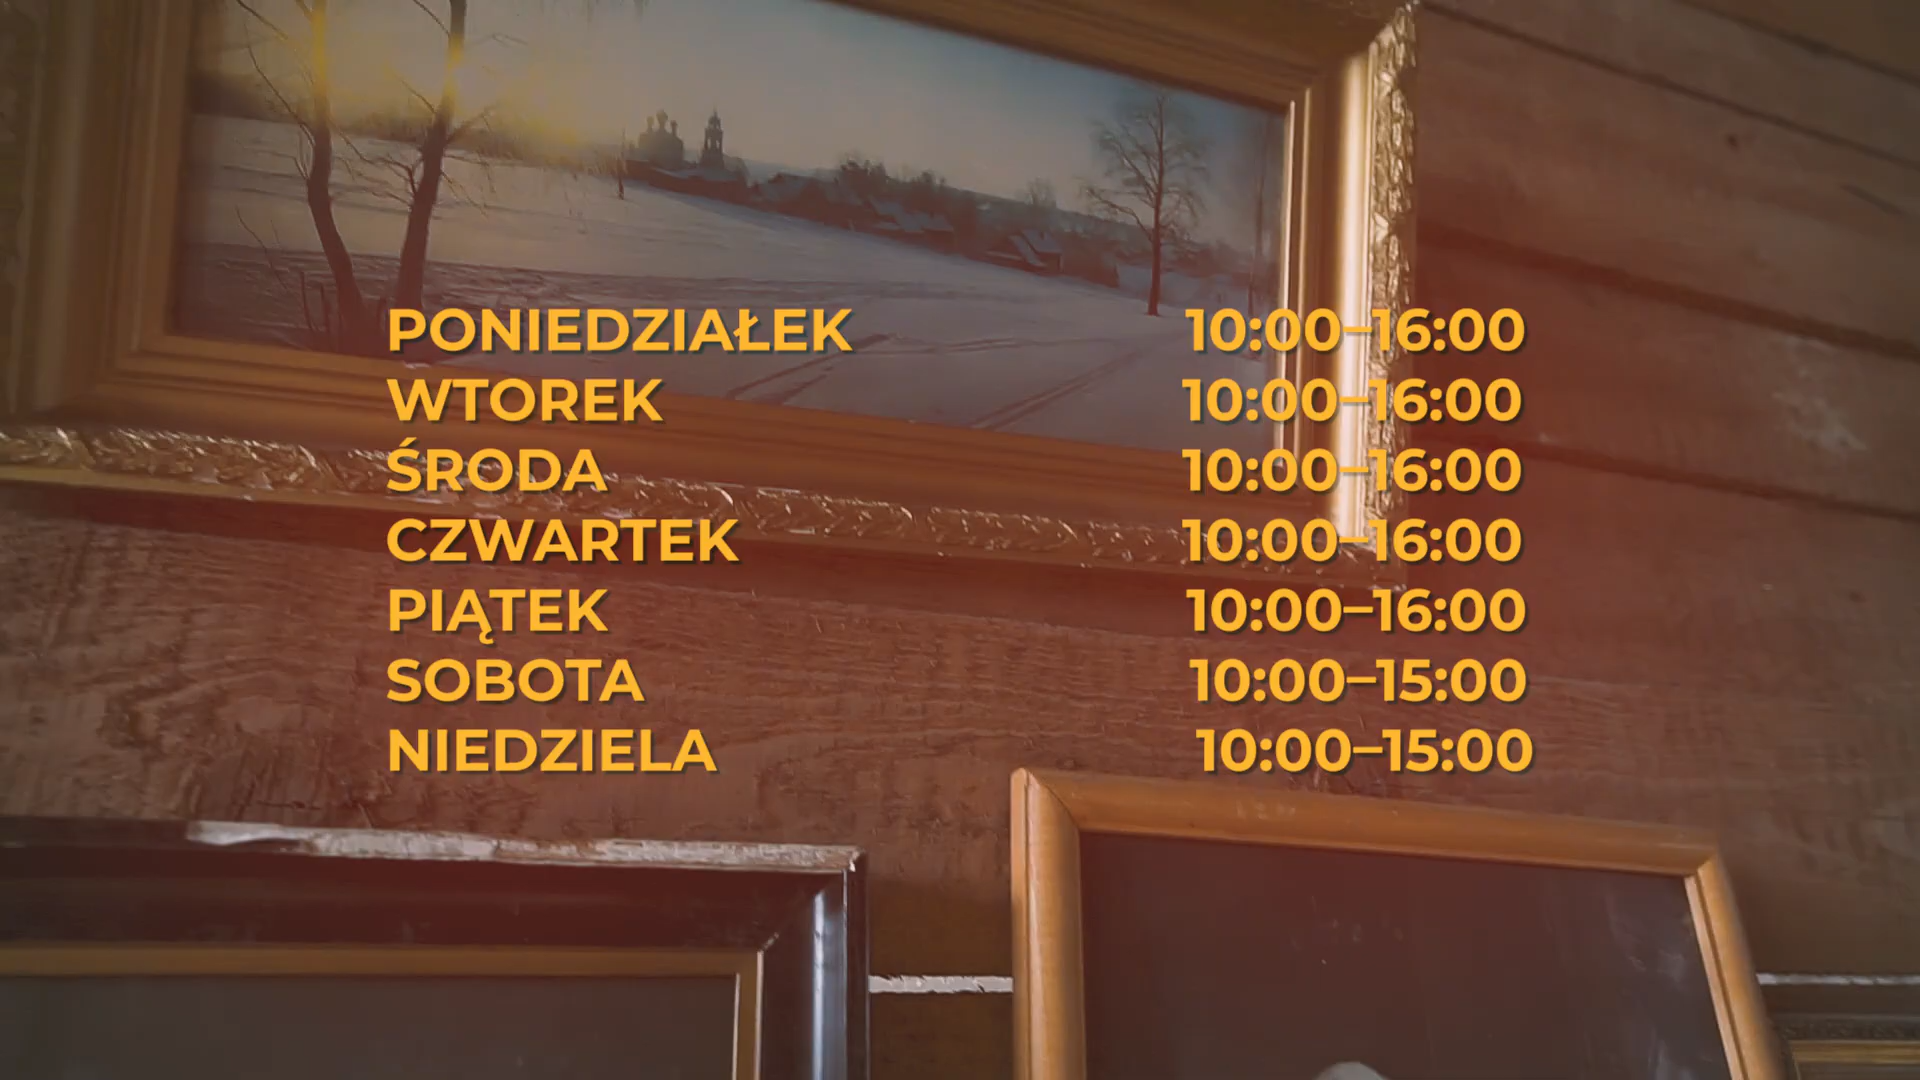 PONIEDZIAŁEK 10:00–16:00
WTOREK 10:00–16:00
ŚRODA 10:00–16:00
CZWARTEK 10:00–16:00
PIĄTEK 10:00–16:00
SOBOTA 10:00–15:00
NIEDZIELA 10:00–15:00